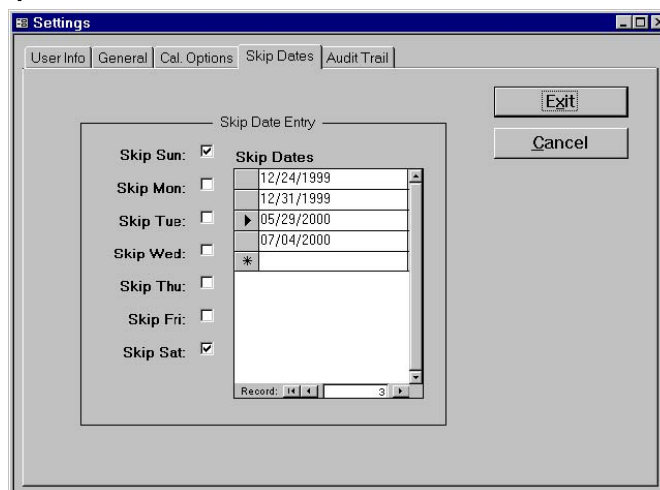 Settings
User Info General Cal. Options Skip Dates Audit Trail
Exit
Cancel
Skip Date Entry
Skip Sun:
Skip Mon:
Skip Tue:
Skip Wed:
Skip Thu:
Skip Fri:
Skip Sat:
Skip Dates
12/24/1999
12/31/1999
05/29/2000
07/04/2000
*
Record: 3